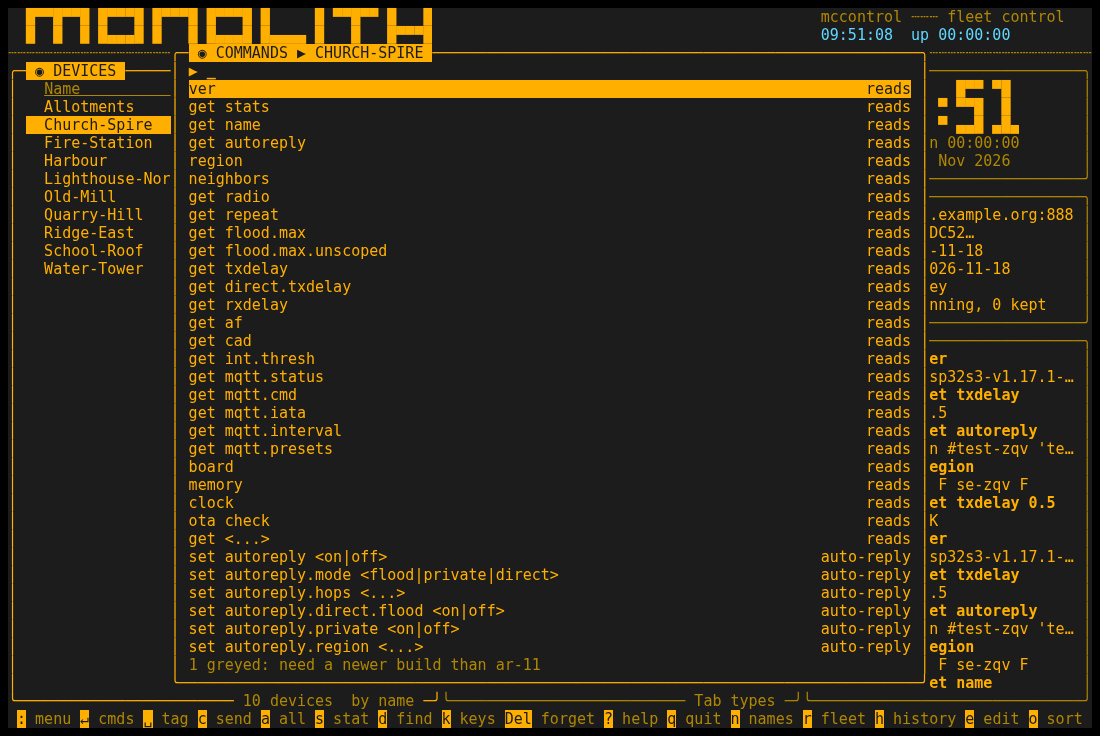 mccontrol ┄┄┄ fleet control
09:51:08 up 00:00:00
◉ COMMANDS ▶ CHURCH-SPIRE
◉ DEVICES
Name
Allotments
Church-Spire
Fire-Station
Harbour
Lighthouse-Nor
Old-Mill
Quarry-Hill
Ridge-East
School-Roof
Water-Tower
▶ _
ver reads
get stats reads
get name reads
get autoreply reads
region reads
neighbors reads
get radio reads
get repeat reads
get flood.max reads
get flood.max.unscoped reads
get txdelay reads
get direct.txdelay reads
get rxdelay reads
get af reads
get cad reads
get int.thresh reads
get mqtt.status reads
get mqtt.cmd reads
get mqtt.iata reads
get mqtt.interval reads
get mqtt.presets reads
board reads
memory reads
clock reads
ota check reads
get <...> reads
set autoreply <on|off> auto-reply
set autoreply.mode <flood|private|direct> auto-reply
set autoreply.hops <...> auto-reply
set autoreply.direct.flood <on|off> auto-reply
set autoreply.private <on|off> auto-reply
set autoreply.region <...> auto-reply
1 greyed: need a newer build than ar-11
:51
n 00:00:00
Nov 2026
.example.org:888
DC52…
-11-18
026-11-18
ey
nning, 0 kept
er
sp32s3-v1.17.1-…
et txdelay
.5
et autoreply
n #test-zqv 'te…
egion
F se-zqv F
et txdelay 0.5
K
er
sp32s3-v1.17.1-…
et txdelay
.5
et autoreply
n #test-zqv 'te…
egion
F se-zqv F
et name
10 devices by name
Tab types
: menu ↵ cmds ␣ tag c send a all s stat d find k keys Del forget ? help q quit n names r fleet h history e edit o sort